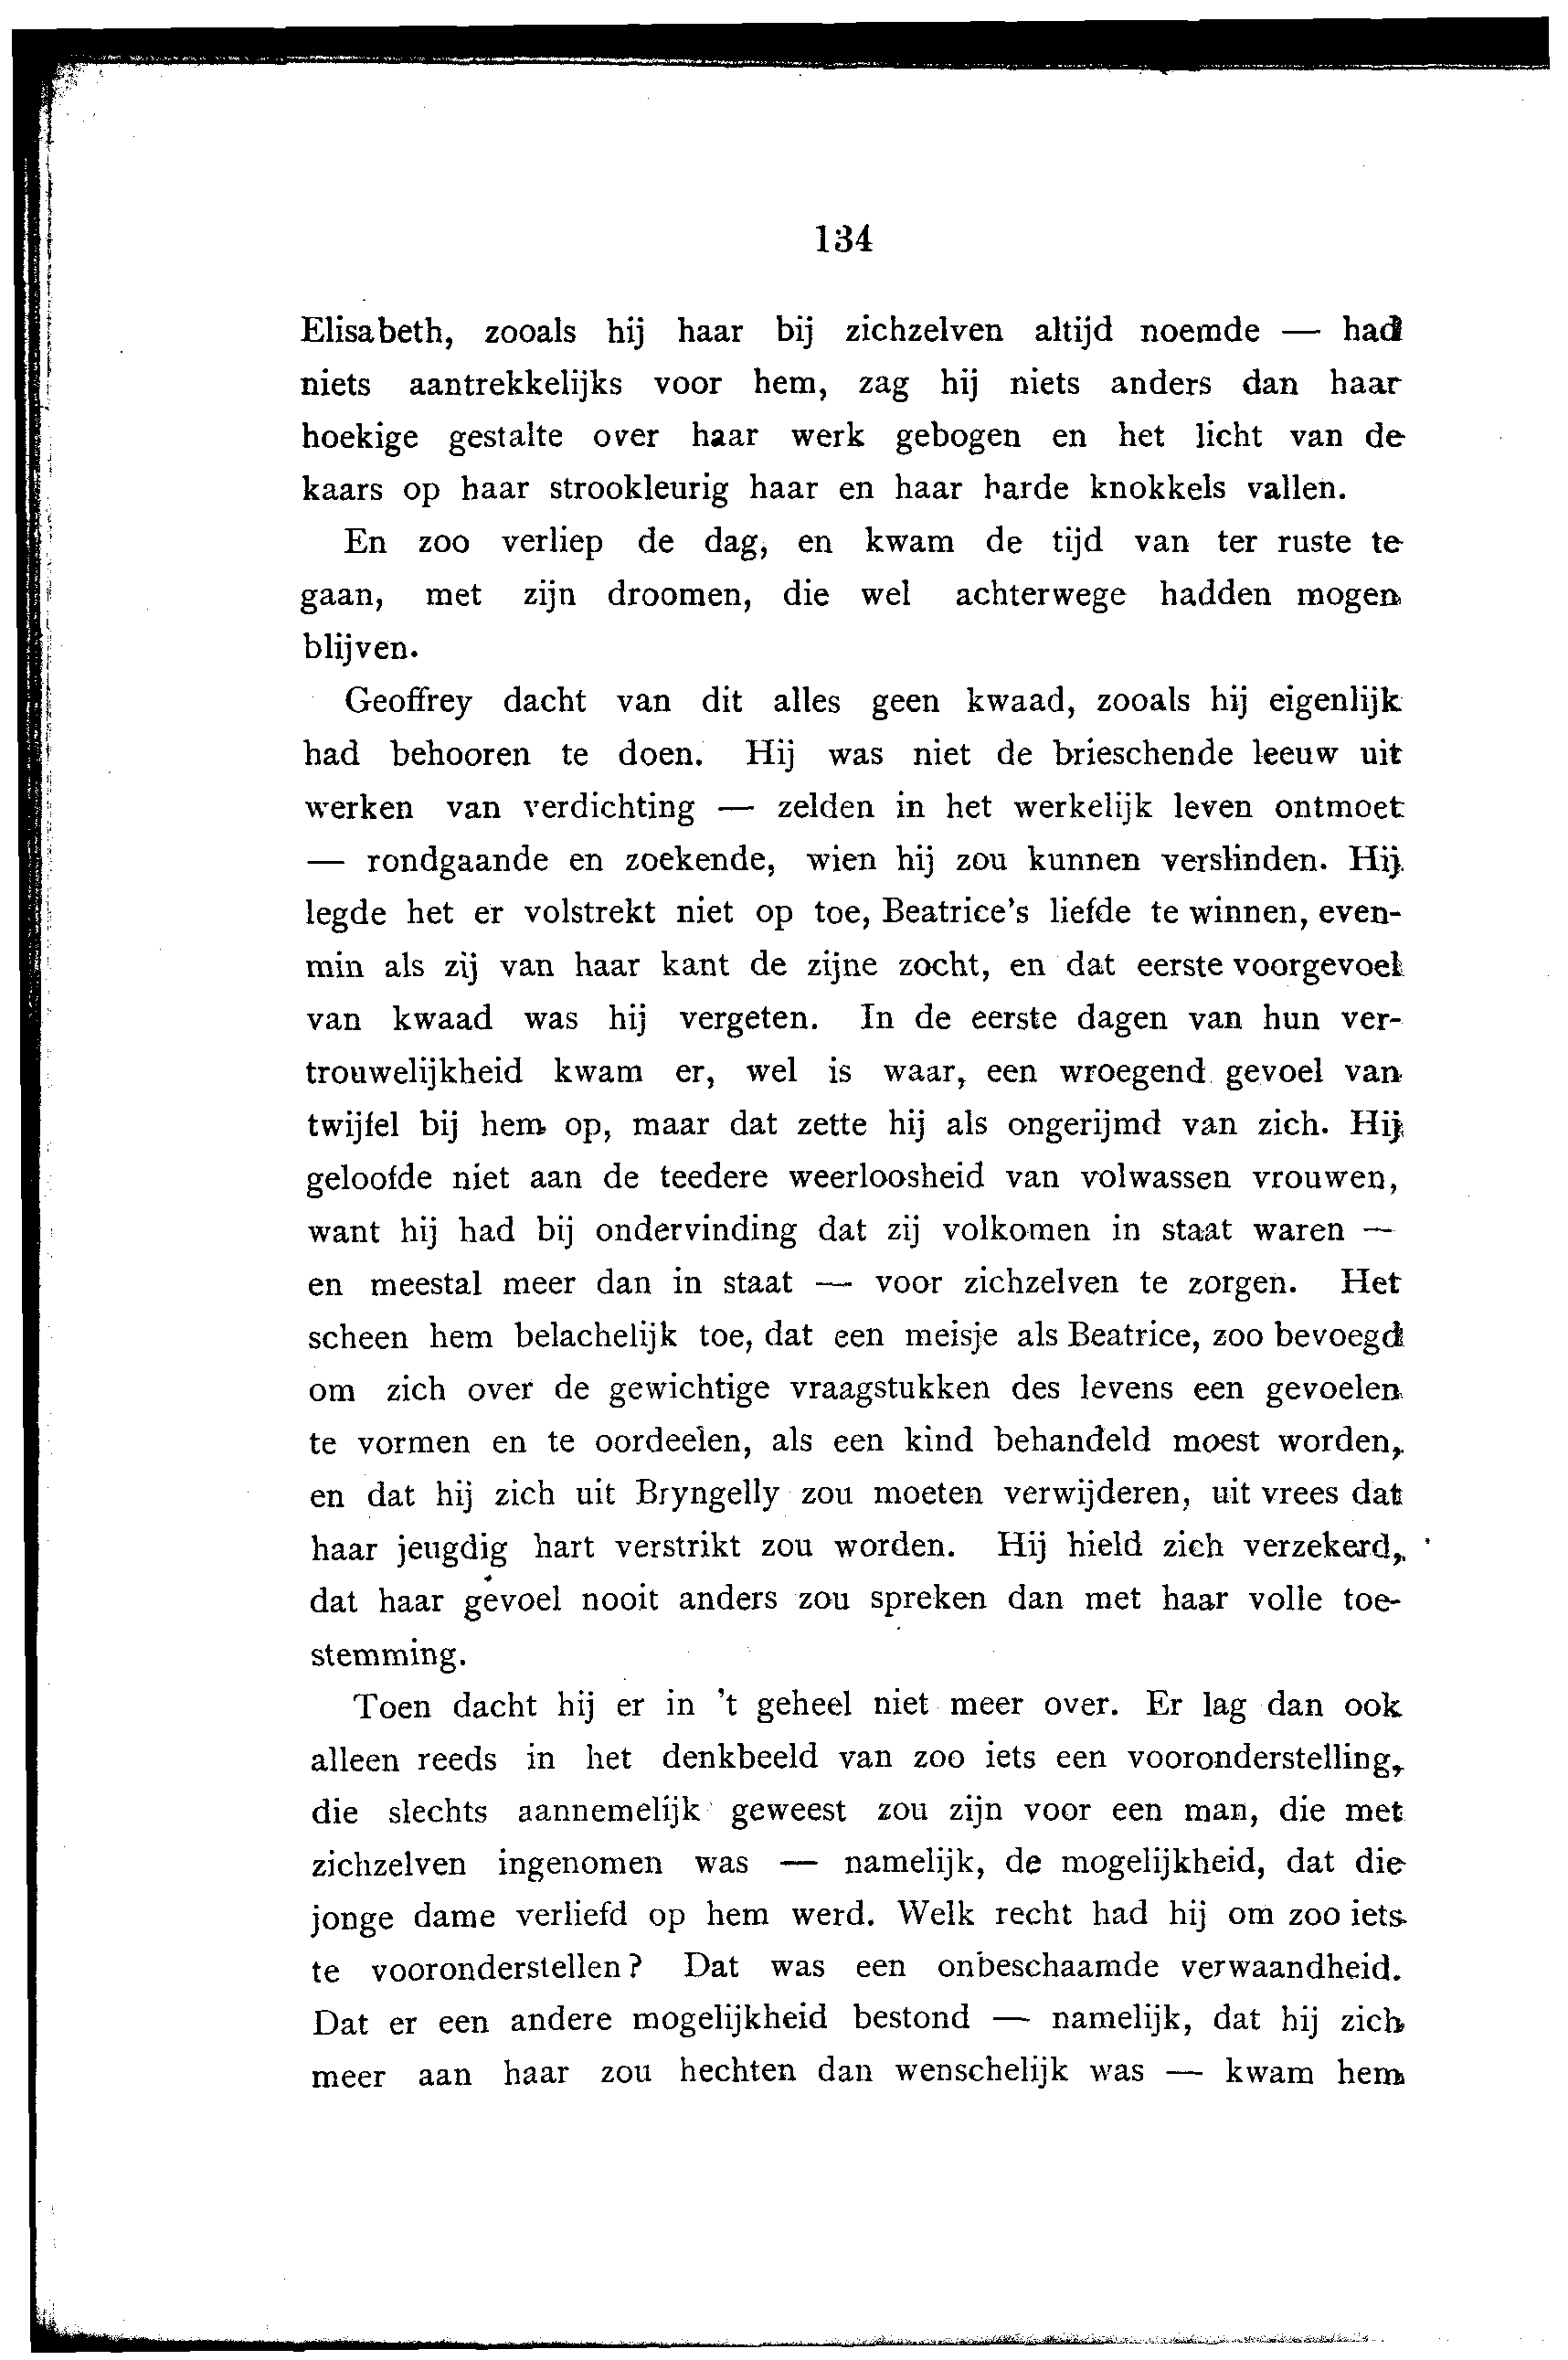 134
Elisabeth, zooals hij haar bij zichzelven altijd noemde — had
niets aantrekkelijks voor hem, zag hij niets anders dan haar
hoekige gestalte over haar werk gebogen en het licht van de
kaars op haar strookleurig haar en haar harde knokkels vallen.
En zoo verliep de dag, en kwam de tijd van ter ruste te
gaan, met zijn droomen, die wel achterwege hadden mogen
blijven.
Geoffrey dacht van dit alles geen kwaad, zooals hij eigenlijk
had behooren te doen. Hij was niet de brieschende leeuw uit
werken van verdichting — zelden in het werkelijk leven ontmoet
— rondgaande en zoekende, wien hij zou kunnen verslinden. Hij
legde het er volstrekt niet op toe, Beatrice's liefde te winnen, even-
min als zij van haar kant de zijne zocht, en dat eerste voorgevoel
van kwaad was hij vergeten. In de eerste dagen van hun ver-
trouwelijkheid kwam er, wel is waar, een wroegend gevoel van
twijfel bij hem op, maar dat zette hij als ongerijmd van zich. Hij
geloofde niet aan de teedere weerloosheid van volwassen vrouwen,
want hij had bij ondervinding dat zij volkomen in staat waren —
en meestal meer dan in staat — voor zichzelven te zorgen. Het
scheen hem belachelijk toe, dat een meisje als Beatrice, zoo bevoegd
om zich over de gewichtige vraagstukken des levens een gevoelen
te vormen en te oordeelen, als een kind behandeld moest worden,
en dat hij zich uit Bryngelly zou moeten verwijderen, uit vrees dat
haar jeugdig hart verstrikt zou worden. Hij hield zich verzekerd,
dat haar gevoel nooit anders zou spreken dan met haar volle toe-
stemming.
Toen dacht hij er in 't geheel niet meer over. Er lag dan ook
alleen reeds in het denkbeeld van zoo iets een vooronderstelling,
die slechts aannemelijk geweest zou zijn voor een man, die met
zichzelven ingenomen was — namelijk, de mogelijkheid, dat die
jonge dame verliefd op hem werd. Welk recht had hij om zoo iets
te vooronderstellen? Dat was een onbeschaamde verwaandheid.
Dat er een andere mogelijkheid bestond — namelijk, dat hij zich
meer aan haar zou hechten dan wenschelijk was — kwam hem